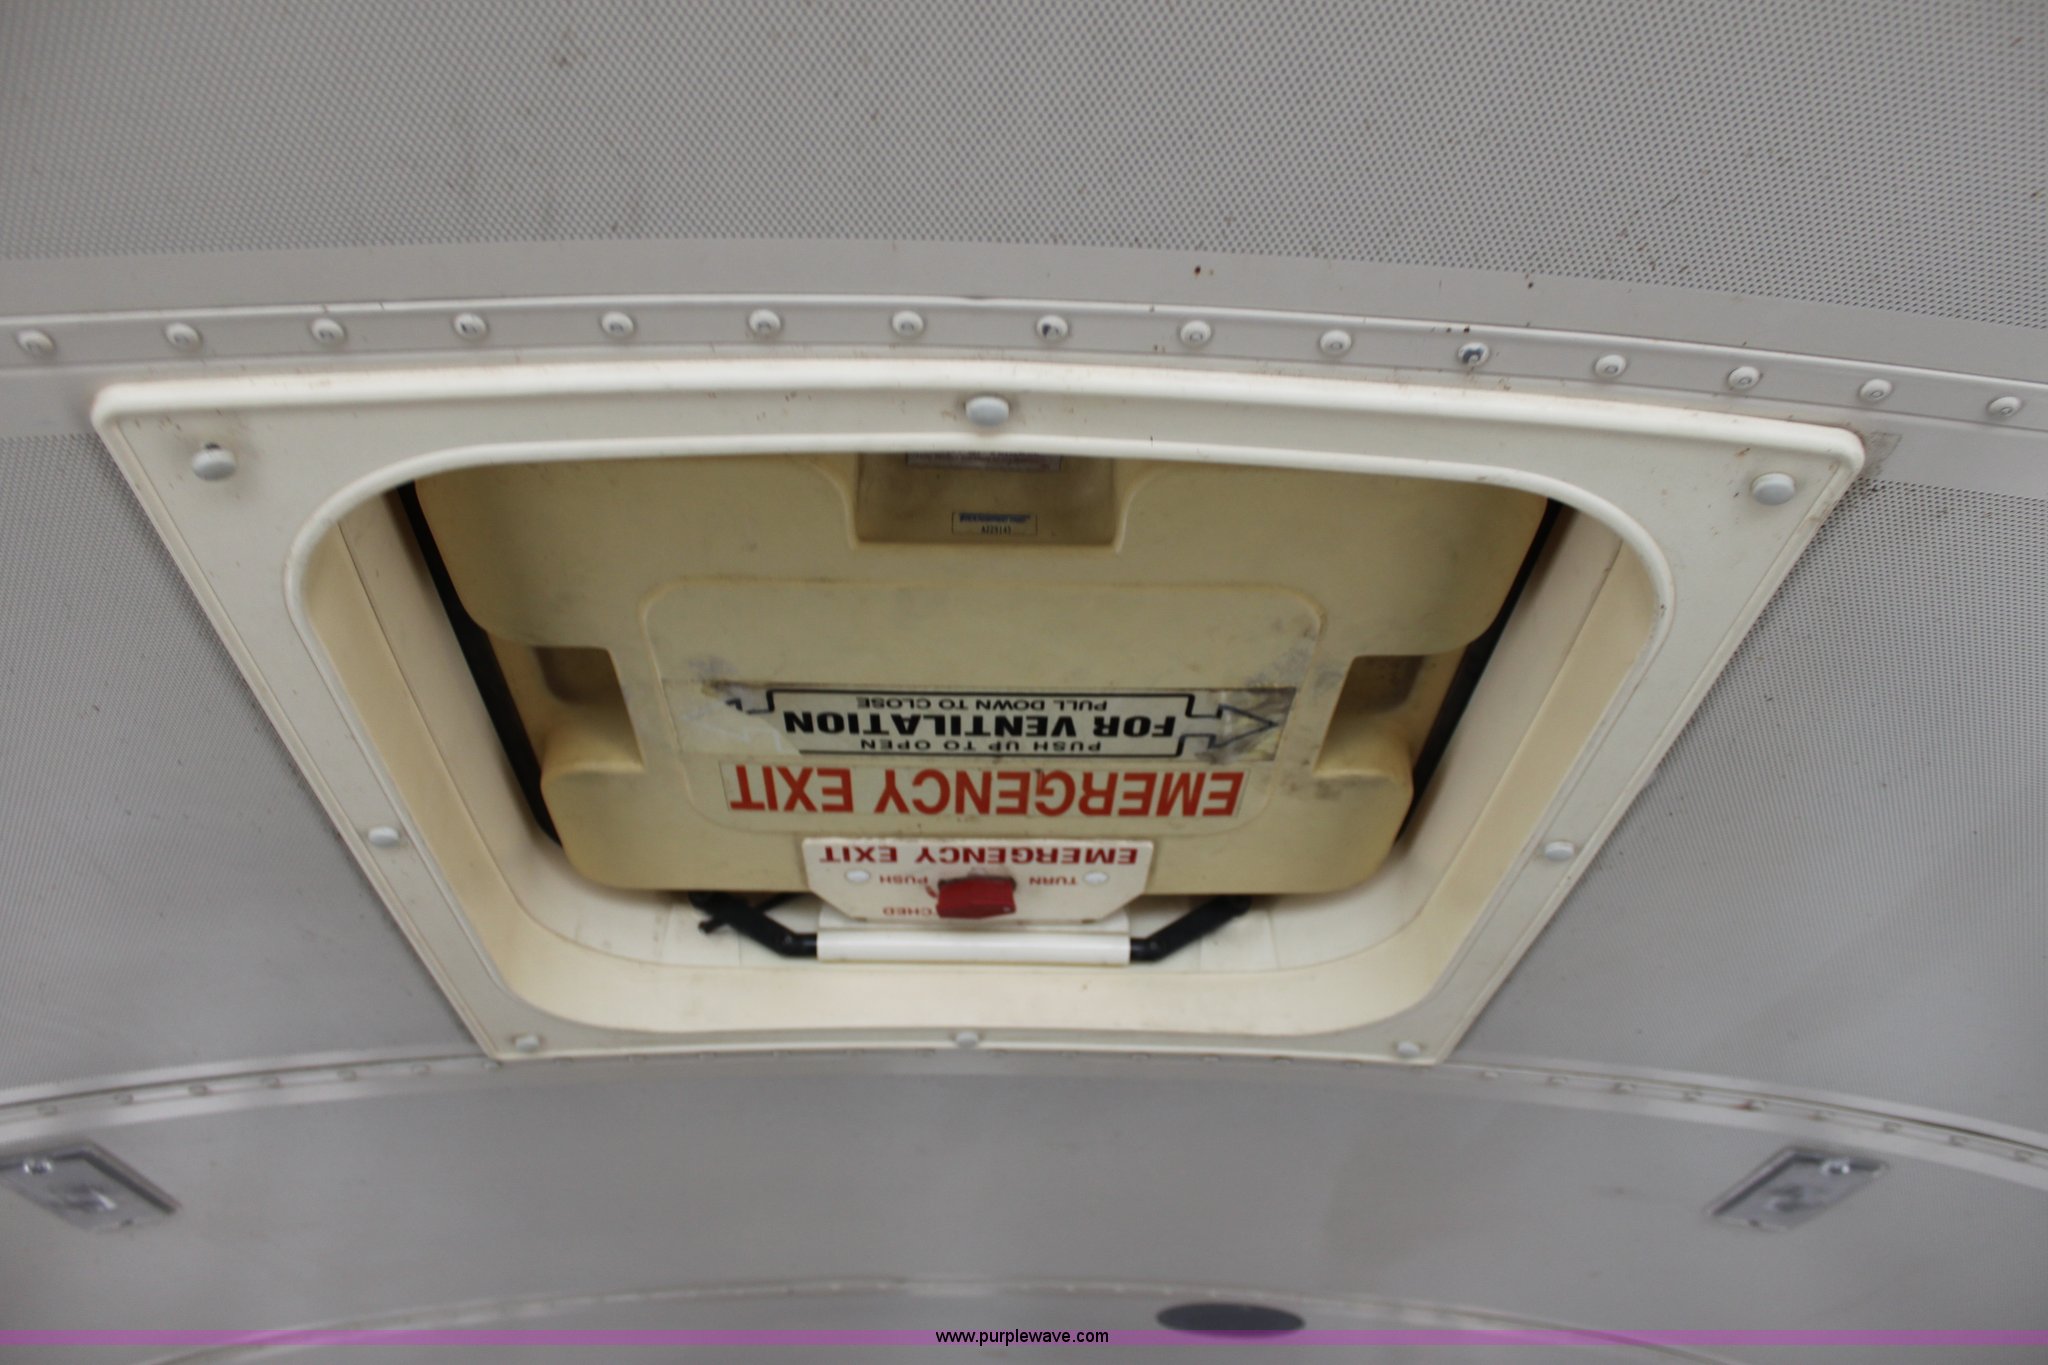 EMERGENCY EXIT
TURN PUSH
EMERGENCY EXIT
PUSH UP TO OPEN
FOR VENTILATION
PULL DOWN TO CLOSE
www.purplewave.com